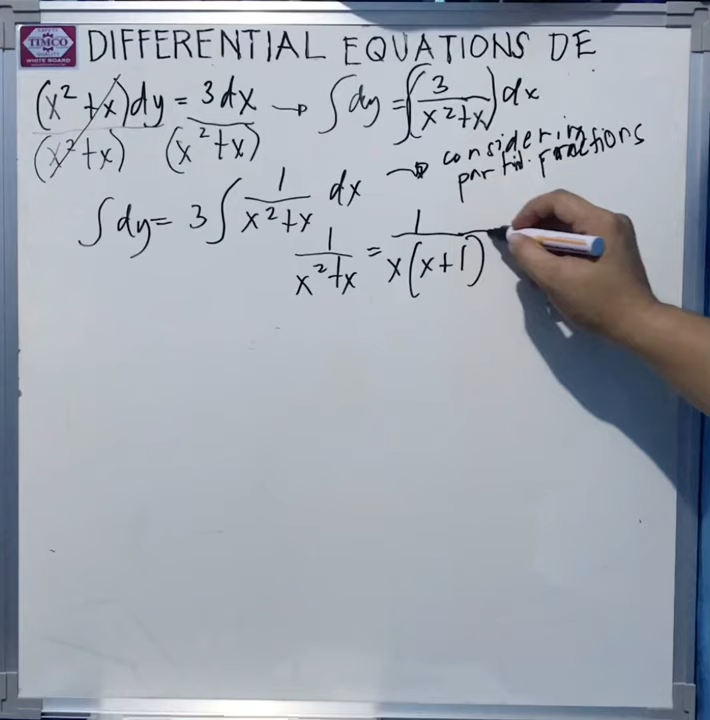 TIMCO
WHITE BOARD
DIFFERENTIAL EQUATIONS DE
(x²+x)dy = 3dx → ∫dy = ∫(3/(x²+x))dx
(x²+x) (x²+x)
∫dy = 3∫ 1/(x²+x) dx → considering
partial fractions
1/(x²+x) = 1/(x(x+1))